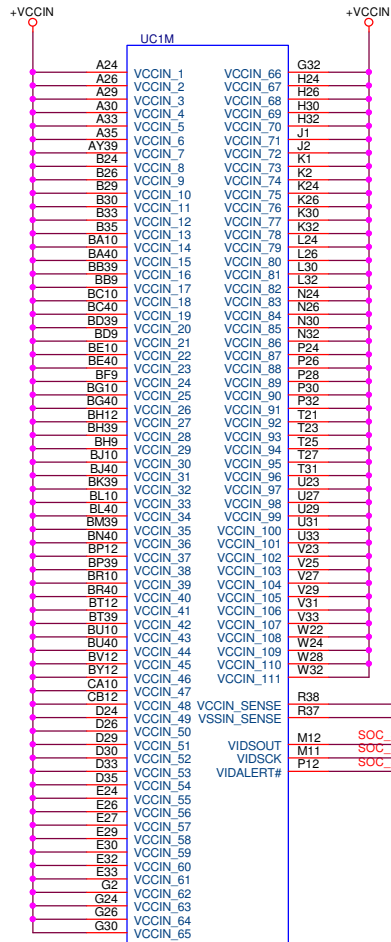 +VCCIN +VCCIN
UC1M
A24 VCCIN_1 VCCIN_66 G32
A26 VCCIN_2 VCCIN_67 H24
A29 VCCIN_3 VCCIN_68 H26
A30 VCCIN_4 VCCIN_69 H30
A33 VCCIN_5 VCCIN_70 H32
A35 VCCIN_6 VCCIN_71 J1
AY39 VCCIN_7 VCCIN_72 J2
B24 VCCIN_8 VCCIN_73 K1
B26 VCCIN_9 VCCIN_74 K2
B29 VCCIN_10 VCCIN_75 K24
B30 VCCIN_11 VCCIN_76 K26
B33 VCCIN_12 VCCIN_77 K30
B35 VCCIN_13 VCCIN_78 K32
BA10 VCCIN_14 VCCIN_79 L24
BA40 VCCIN_15 VCCIN_80 L26
BB39 VCCIN_16 VCCIN_81 L30
BB9 VCCIN_17 VCCIN_82 L32
BC10 VCCIN_18 VCCIN_83 N24
BC40 VCCIN_19 VCCIN_84 N26
BD39 VCCIN_20 VCCIN_85 N30
BD9 VCCIN_21 VCCIN_86 N32
BE10 VCCIN_22 VCCIN_87 P24
BE40 VCCIN_23 VCCIN_88 P26
BF9 VCCIN_24 VCCIN_89 P28
BG10 VCCIN_25 VCCIN_90 P30
BG40 VCCIN_26 VCCIN_91 P32
BH12 VCCIN_27 VCCIN_92 T21
BH39 VCCIN_28 VCCIN_93 T23
BH9 VCCIN_29 VCCIN_94 T25
BJ10 VCCIN_30 VCCIN_95 T27
BJ40 VCCIN_31 VCCIN_96 T31
BK39 VCCIN_32 VCCIN_97 U23
BL10 VCCIN_33 VCCIN_98 U27
BL40 VCCIN_34 VCCIN_99 U29
BM39 VCCIN_35 VCCIN_100 U31
BN40 VCCIN_36 VCCIN_101 U33
BP12 VCCIN_37 VCCIN_102 V23
BP39 VCCIN_38 VCCIN_103 V25
BR10 VCCIN_39 VCCIN_104 V27
BR40 VCCIN_40 VCCIN_105 V29
BT12 VCCIN_41 VCCIN_106 V31
BT39 VCCIN_42 VCCIN_107 V33
BU10 VCCIN_43 VCCIN_108 W22
BU40 VCCIN_44 VCCIN_109 W24
BV12 VCCIN_45 VCCIN_110 W28
BY12 VCCIN_46 VCCIN_111 W32
CA10 VCCIN_47
CB12 VCCIN_48 VCCIN_SENSE R38
D24 VCCIN_49 VSSIN_SENSE R37
D26 VCCIN_50
D29 VCCIN_51 VIDSOUT M12 SOC_
D30 VCCIN_52 VIDSCK M11 SOC_
D33 VCCIN_53 VIDALERT# P12 SOC_
D35 VCCIN_54
E24 VCCIN_55
E26 VCCIN_56
E27 VCCIN_57
E29 VCCIN_58
E30 VCCIN_59
E32 VCCIN_60
E33 VCCIN_61
G2 VCCIN_62
G24 VCCIN_63
G26 VCCIN_64
G30 VCCIN_65